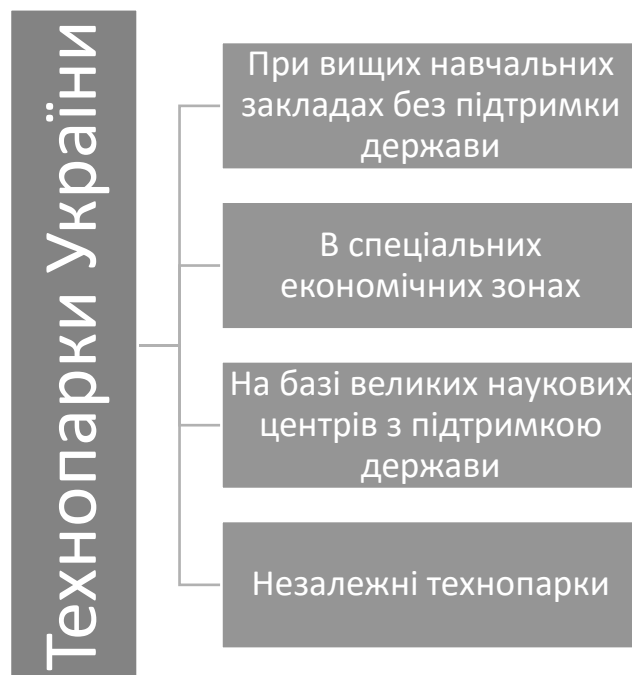 Технопарки України
При вищих навчальних
закладах без підтримки
держави
В спеціальних
економічних зонах
На базі великих наукових
центрів з підтримкою
держави
Незалежні технопарки